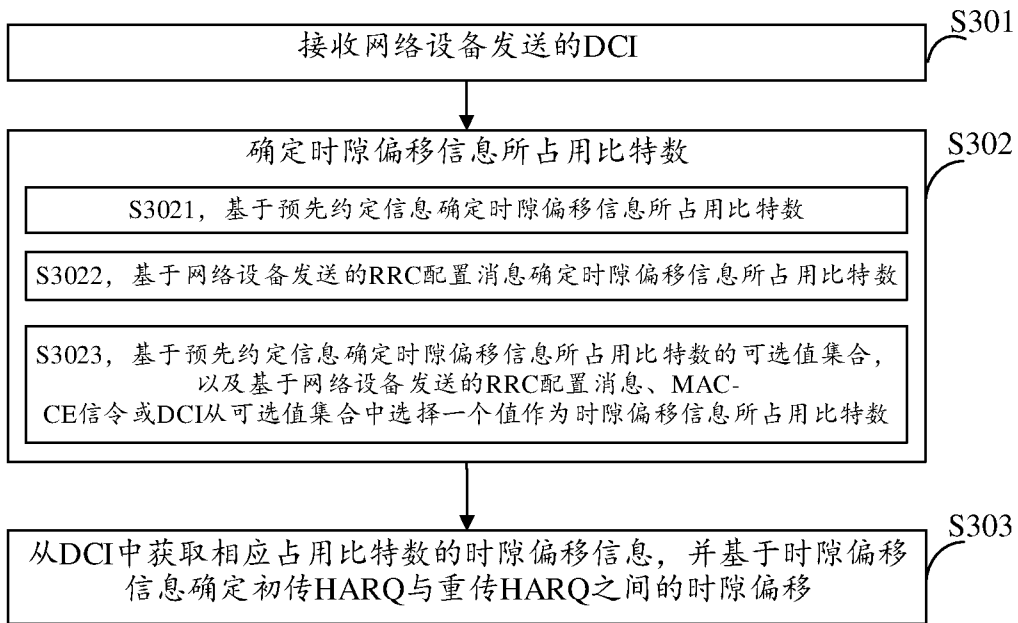 接收网络设备发送的DCI
S301
确定时隙偏移信息所占用比特数
S302
S3021，基于预先约定信息确定时隙偏移信息所占用比特数
S3022，基于网络设备发送的RRC配置消息确定时隙偏移信息所占用比特数
S3023，基于预先约定信息确定时隙偏移信息所占用比特数的可选值集合，
以及基于网络设备发送的RRC配置消息、MAC-
CE信令或DCI从可选值集合中选择一个值作为时隙偏移信息所占用比特数
S303
从DCI中获取相应占用比特数的时隙偏移信息，并基于时隙偏移
信息确定初传HARQ与重传HARQ之间的时隙偏移